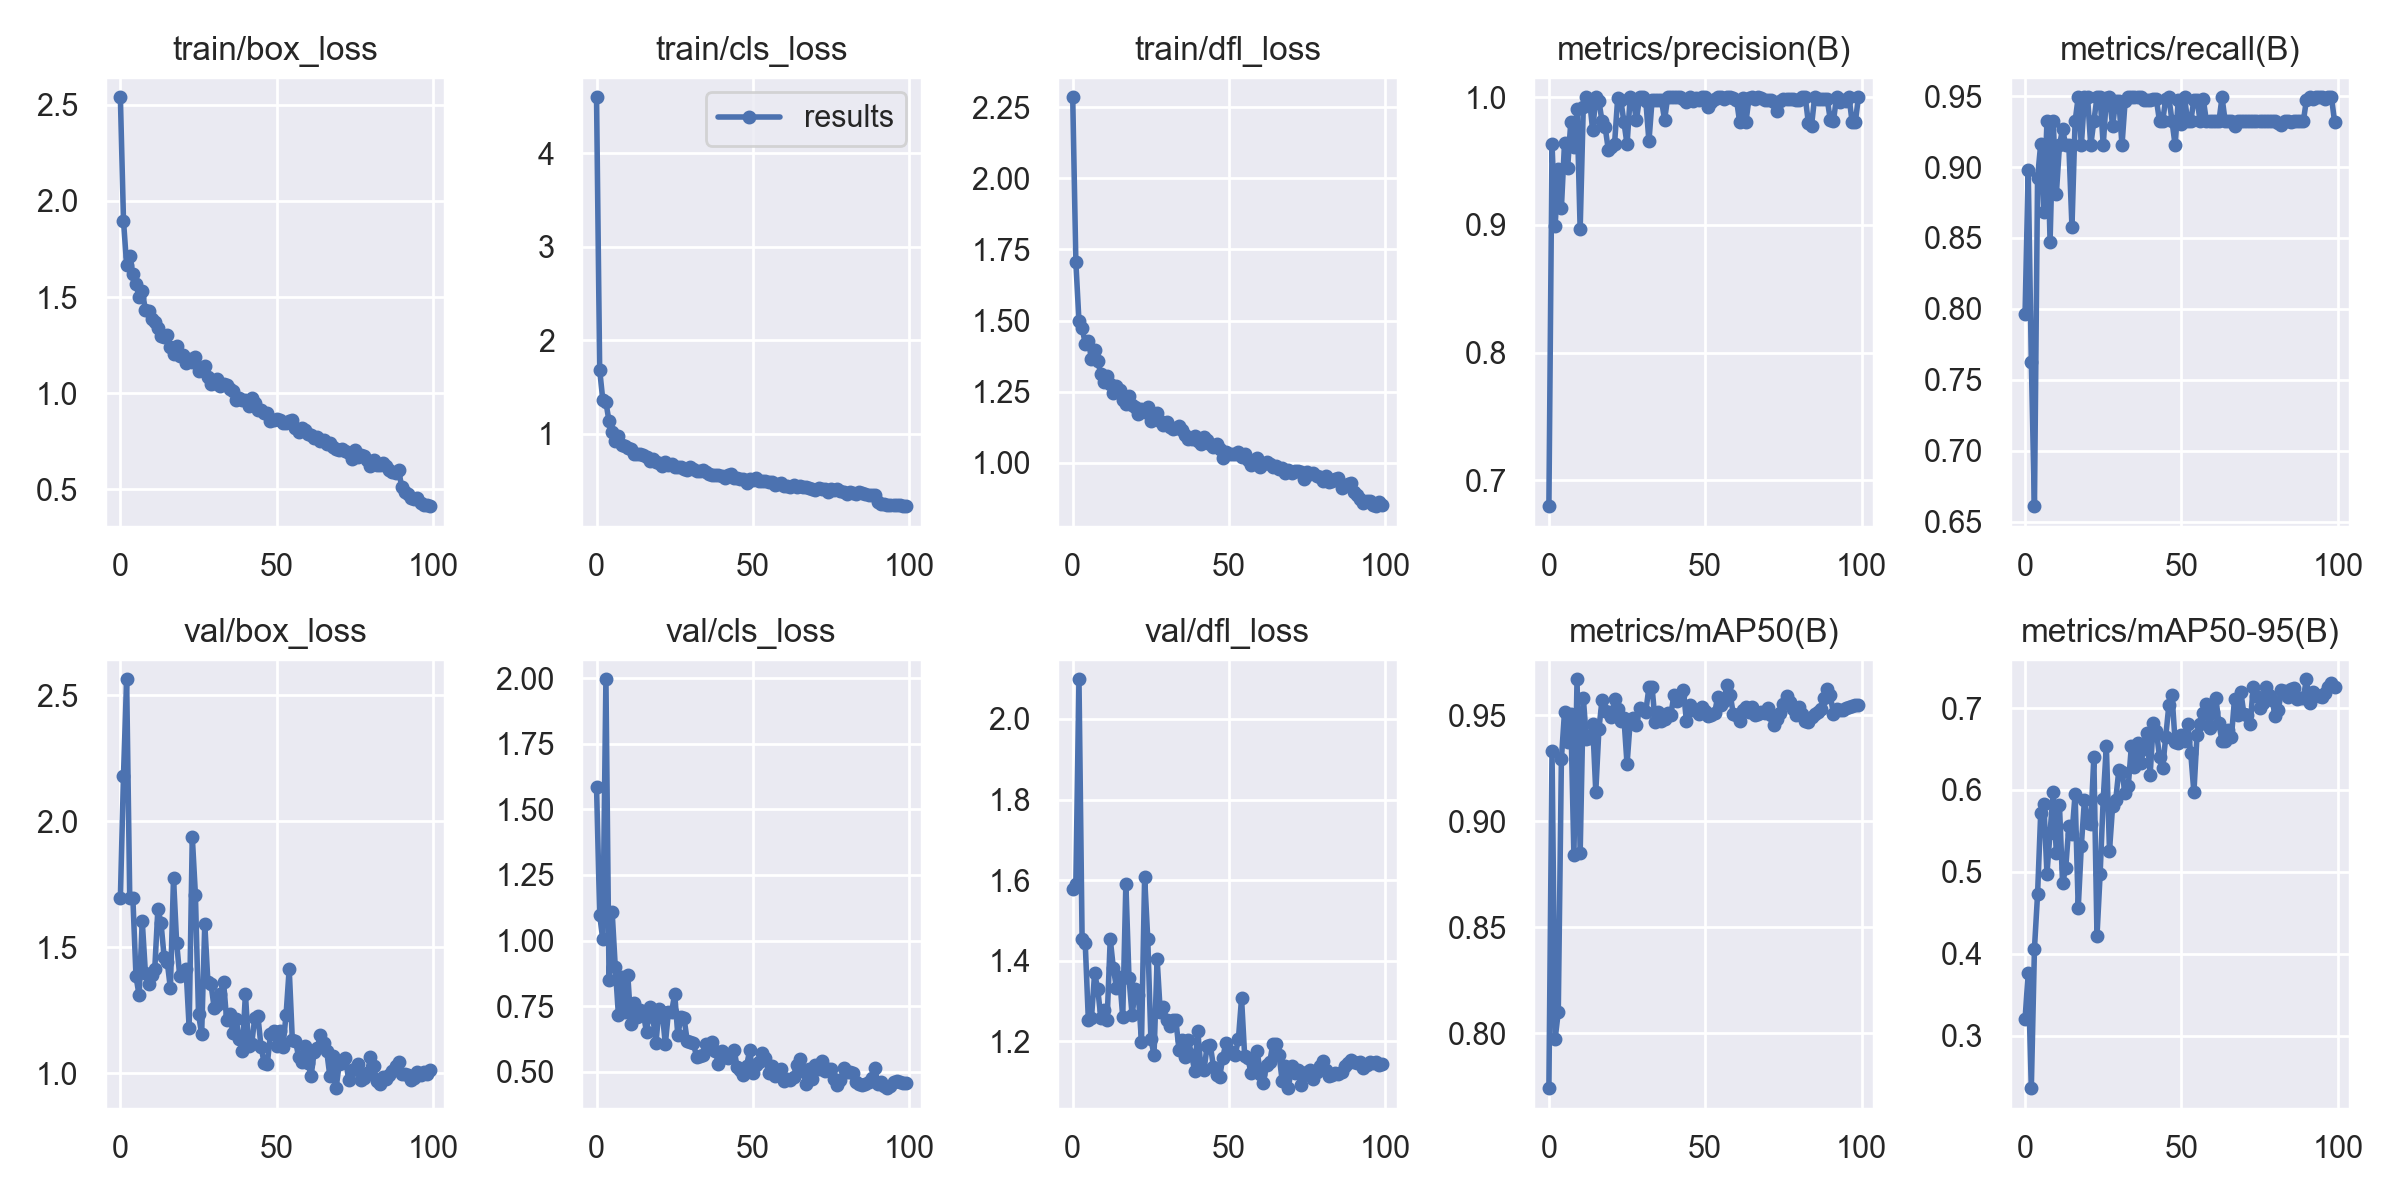 train/box_loss
2.5
2.0
1.5
1.0
0.5
0 50 100
train/cls_loss
results
4
3
2
1
0 50 100
train/dfl_loss
2.25
2.00
1.75
1.50
1.25
1.00
0 50 100
metrics/precision(B)
1.0
0.9
0.8
0.7
0 50 100
metrics/recall(B)
0.95
0.90
0.85
0.80
0.75
0.70
0.65
0 50 100
val/box_loss
2.5
2.0
1.5
1.0
0 50 100
val/cls_loss
2.00
1.75
1.50
1.25
1.00
0.75
0.50
0 50 100
val/dfl_loss
2.0
1.8
1.6
1.4
1.2
0 50 100
metrics/mAP50(B)
0.95
0.90
0.85
0.80
0 50 100
metrics/mAP50-95(B)
0.7
0.6
0.5
0.4
0.3
0 50 100